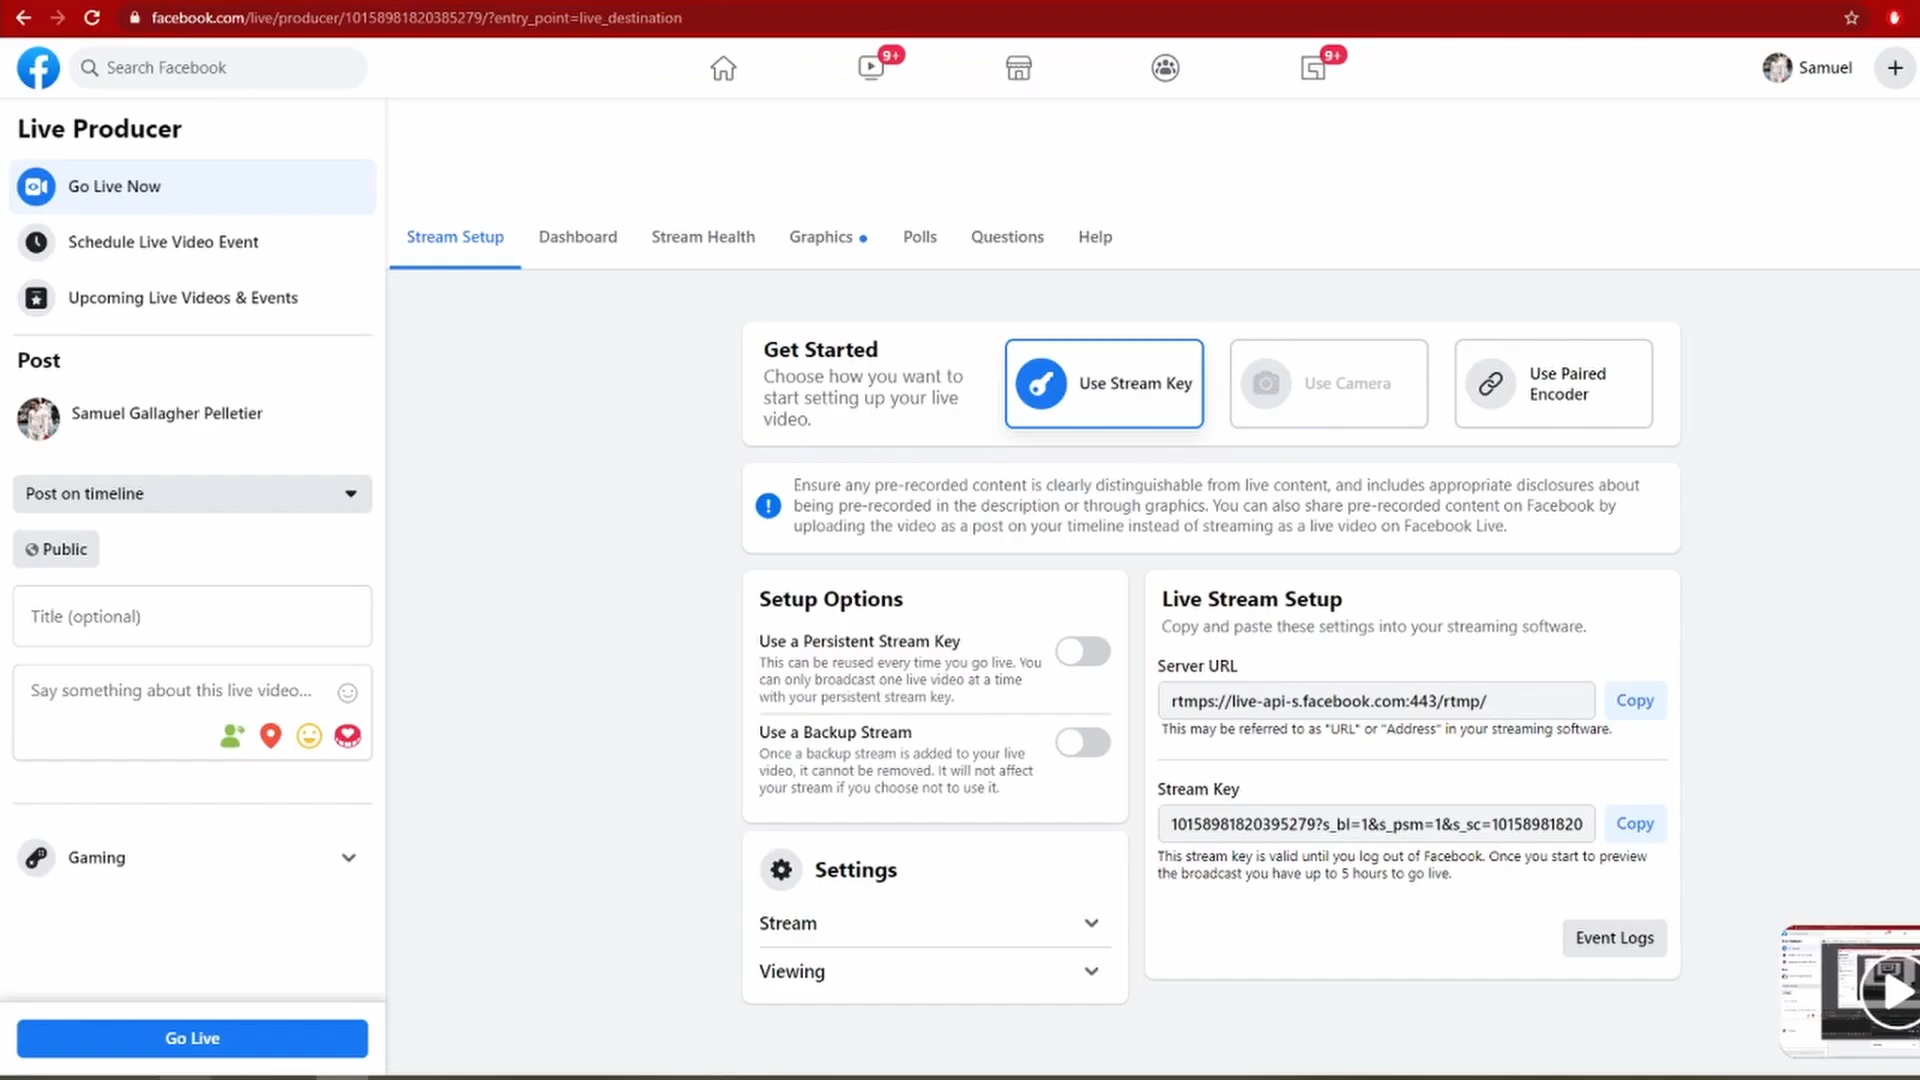 facebook.com/live/producer/10158981820385279/?entry_point=live_destination
Search Facebook
9+
9+
Samuel
Live Producer
Go Live Now
Schedule Live Video Event
Upcoming Live Videos & Events
Post
Samuel Gallagher Pelletier
Post on timeline
Public
Title (optional)
Say something about this live video...
Gaming
Go Live
Stream Setup
Dashboard
Stream Health
Graphics
Polls
Questions
Help
Get Started
Choose how you want to
start setting up your live
video.
Use Stream Key
Use Camera
Use Paired
Encoder
Ensure any pre-recorded content is clearly distinguishable from live content, and includes appropriate disclosures about
being pre-recorded in the description or through graphics. You can also share pre-recorded content on Facebook by
uploading the video as a post on your timeline instead of streaming as a live video on Facebook Live.
Setup Options
Use a Persistent Stream Key
This can be reused every time you go live. You
can only broadcast one live video at a time
with your persistent stream key.
Use a Backup Stream
Once a backup stream is added to your live
video, it cannot be removed. It will not affect
your stream if you choose not to use it.
Settings
Stream
Viewing
Live Stream Setup
Copy and paste these settings into your streaming software.
Server URL
rtmps://live-api-s.facebook.com:443/rtmp/
Copy
This may be referred to as "URL" or "Address" in your streaming software.
Stream Key
10158981820395279?s_bl=1&s_psm=1&s_sc=10158981820
Copy
This stream key is valid until you log out of Facebook. Once you start to preview
the broadcast you have up to 5 hours to go live.
Event Logs